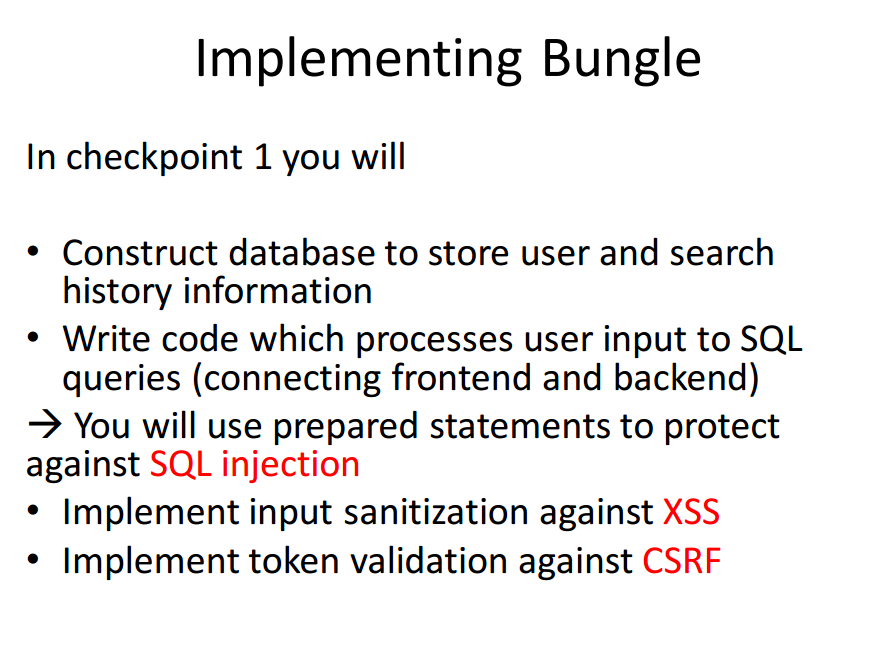 Implementing Bungle
In checkpoint 1 you will
• Construct database to store user and search
history information
• Write code which processes user input to SQL
queries (connecting frontend and backend)
→ You will use prepared statements to protect
against SQL injection
• Implement input sanitization against XSS
• Implement token validation against CSRF